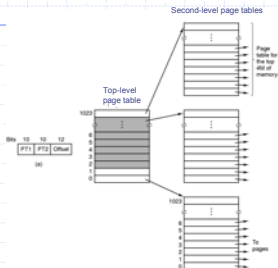 Second-level page tables
Page
table for
the top
4M of
memory
Top-level
page table
1023
6
5
4
3
2
1
0
Bits 10 10 12
PT1 PT2 Offset
(a)
1023
6
5
4
3
2
1
0
To
pages